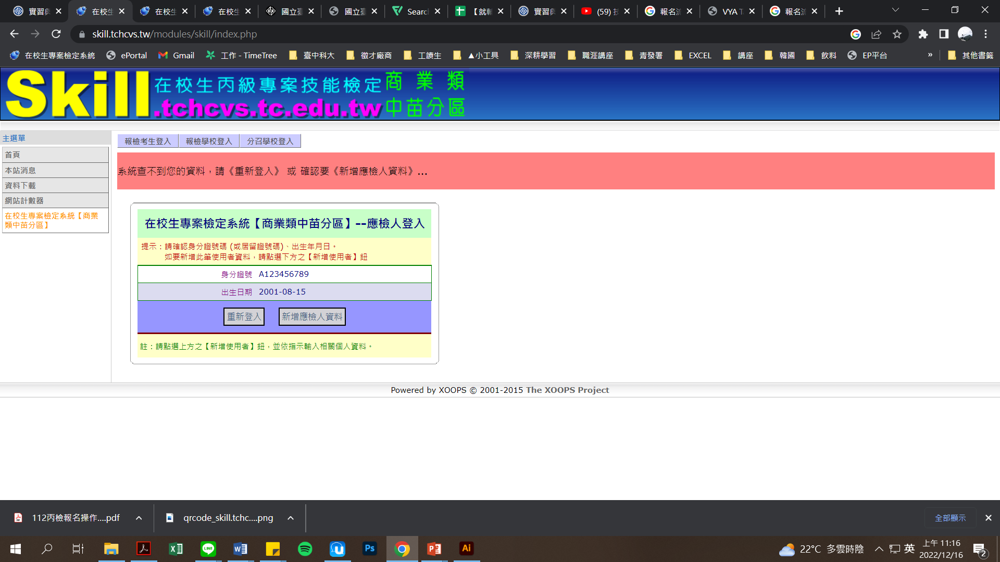 實習與
在校生
在校生
在校生
國立臺
國立臺
Searc
【就輔
實習與
(59) 技
報名流
VYA T
報名流
skill.tchcvs.tw/modules/skill/index.php
在校生專案檢定系統
ePortal
Gmail
工作 - TimeTree
臺中科大
徵才廠商
工讀生
▲小工具
深耕學習
職涯講座
青發署
EXCEL
講座
韓國
飲料
EP平台
»
其他書籤
Skill
在校生丙級專案技能檢定
.tchcvs.tc.edu.tw
商業類
中苗分區
主選單
首頁
本站消息
資料下載
網站計數器
在校生專案檢定系統【商業
類中苗分區】
報檢考生登入
報檢學校登入
分召學校登入
系統查不到您的資料，請《重新登入》 或 確認要《新增應檢人資料》...
在校生專案檢定系統【商業類中苗分區】--應檢人登入
提示：請確認身分證號碼 (或居留證號碼)、出生年月日。
如要新增此筆使用者資料，請點選下方之【新增使用者】鈕
身分證號 A123456789
出生日期 2001-08-15
重新登入
新增應檢人資料
註：請點選上方之【新增使用者】鈕，並依指示輸入相關個人資料。
Powered by XOOPS © 2001-2015 The XOOPS Project
112丙檢報名操作....pdf
qrcode_skill.tchc....png
全部顯示
22°C 多雲時陰
英
上午 11:16
2022/12/16
2